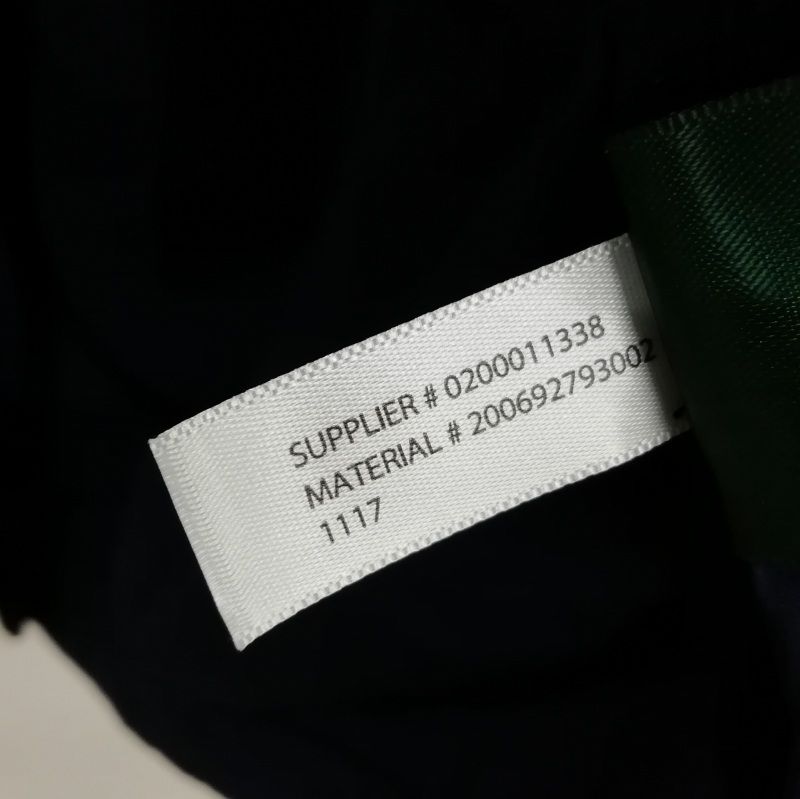 SUPPLIER # 0200011338
MATERIAL # 200692793002
1117